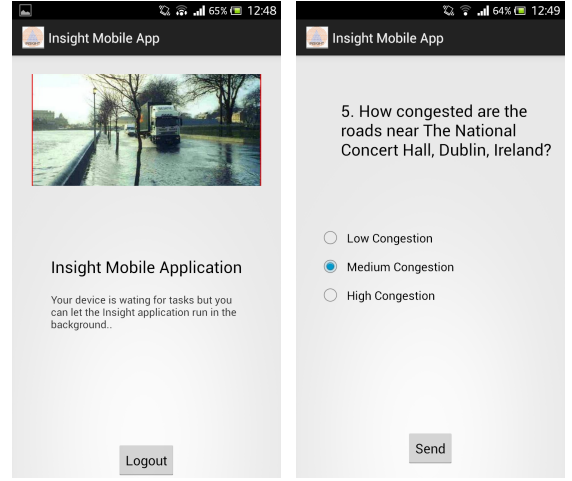 65% 12:48
Insight Mobile App
Insight Mobile Application
Your device is wating for tasks but you
can let the Insight application run in the
background..
Logout
64% 12:49
Insight Mobile App
5. How congested are the
roads near The National
Concert Hall, Dublin, Ireland?
Low Congestion
Medium Congestion
High Congestion
Send